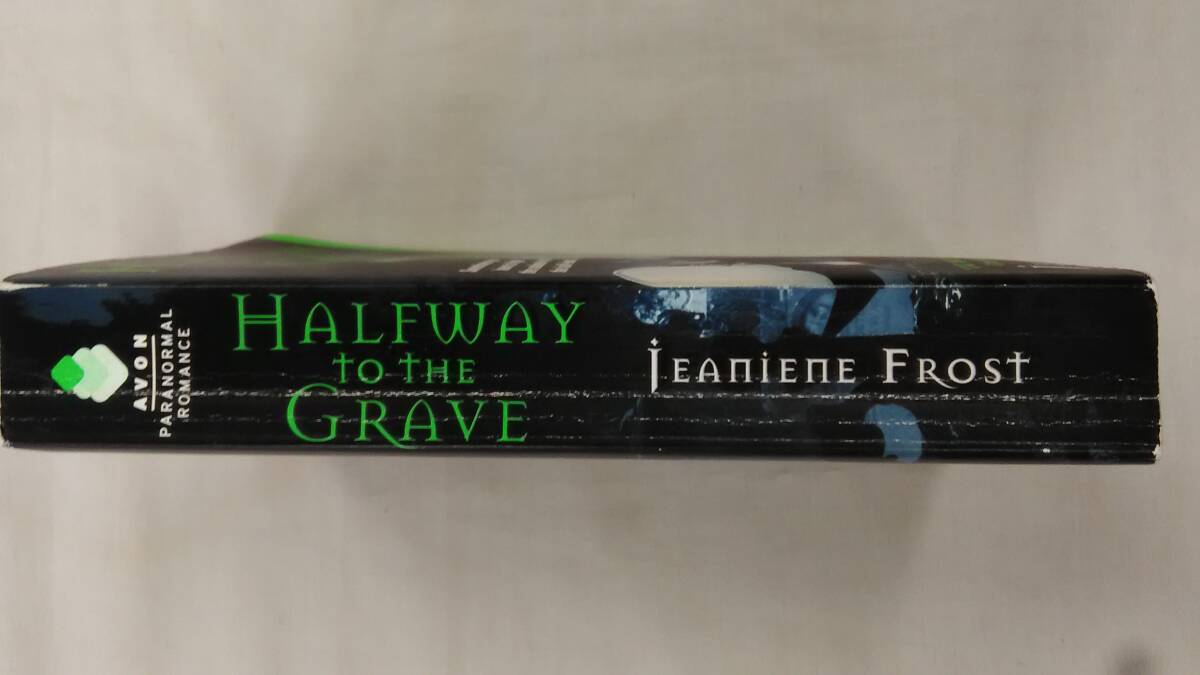 AVON
PARANORMAL
ROMANCE
HALFWAY
TO THE
GRAVE
JEANIENE FROST